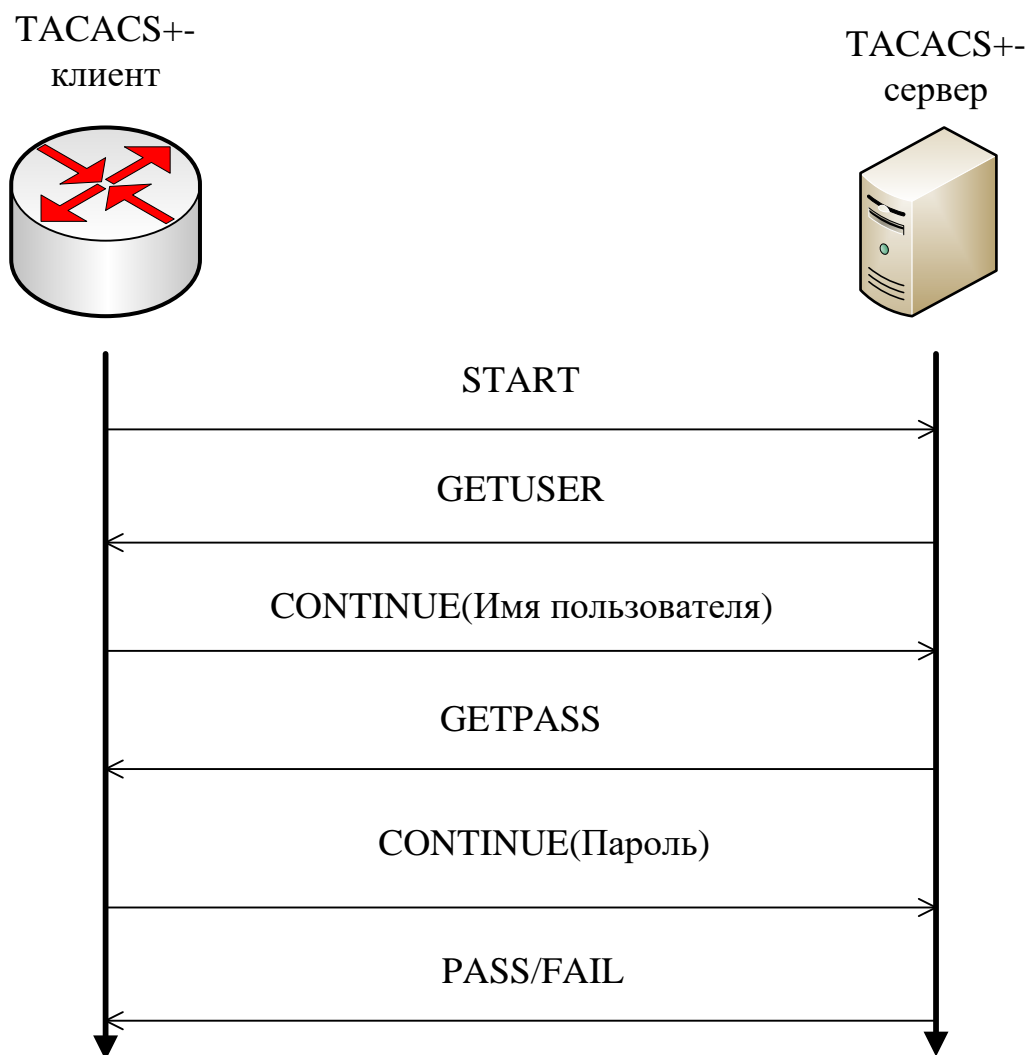 TACACS+-
клиент
TACACS+-
сервер
START
GETUSER
CONTINUE(Имя пользователя)
GETPASS
CONTINUE(Пароль)
PASS/FAIL